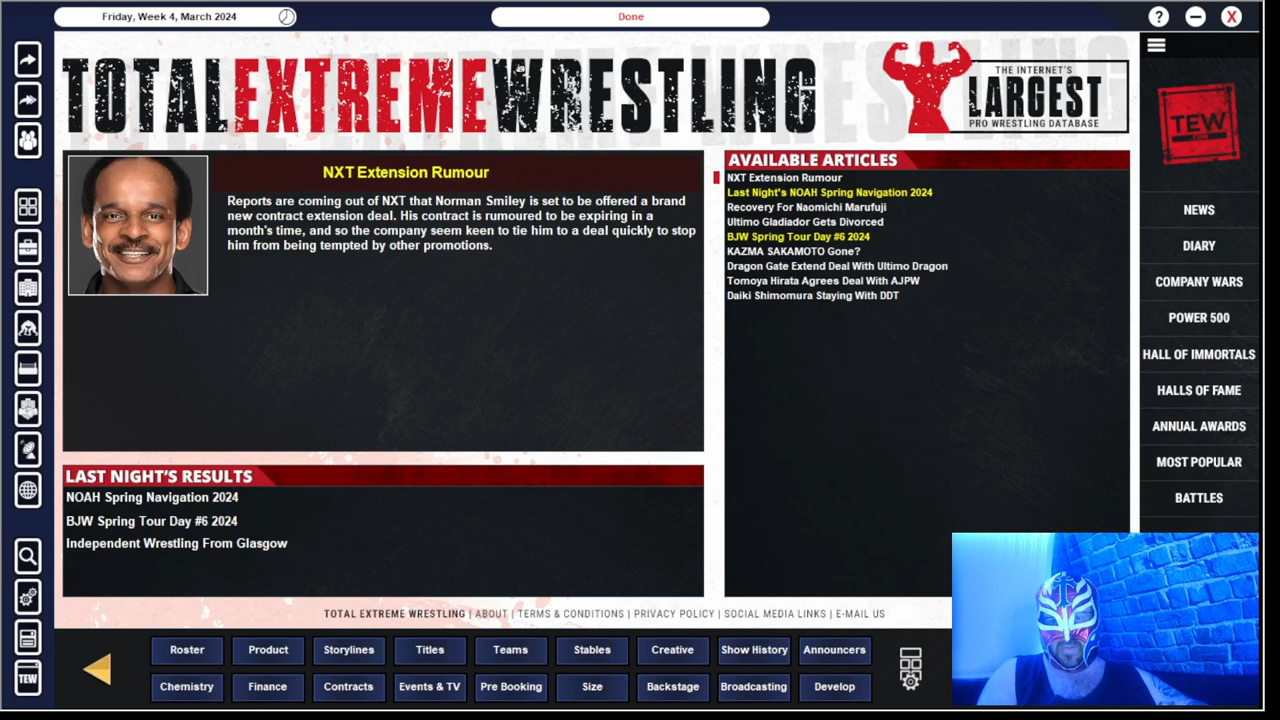 Friday, Week 4, March 2024
Done
?
X
TOTALEXTREMEWRESTLING
THE INTERNET'S
LARGEST
PRO WRESTLING DATABASE
TEW
.COM
NXT Extension Rumour
Reports are coming out of NXT that Norman Smiley is set to be offered a brand
new contract extension deal. His contract is rumoured to be expiring in a
month's time, and so the company seem keen to tie him to a deal quickly to stop
him from being tempted by other promotions.
AVAILABLE ARTICLES
NXT Extension Rumour
Last Night's NOAH Spring Navigation 2024
Recovery For Naomichi Marufuji
Ultimo Gladiador Gets Divorced
BJW Spring Tour Day #6 2024
KAZMA SAKAMOTO Gone?
Dragon Gate Extend Deal With Ultimo Dragon
Tomoya Hirata Agrees Deal With AJPW
Daiki Shimomura Staying With DDT
NEWS
DIARY
COMPANY WARS
POWER 500
HALL OF IMMORTALS
HALLS OF FAME
ANNUAL AWARDS
MOST POPULAR
BATTLES
LAST NIGHT'S RESULTS
NOAH Spring Navigation 2024
BJW Spring Tour Day #6 2024
Independent Wrestling From Glasgow
TOTAL EXTREME WRESTLING | ABOUT | TERMS & CONDITIONS | PRIVACY POLICY | SOCIAL MEDIA LINKS | E-MAIL US
Roster Product Storylines Titles Teams Stables Creative Show History Announcers
Chemistry Finance Contracts Events & TV Pre Booking Size Backstage Broadcasting Develop
TEW